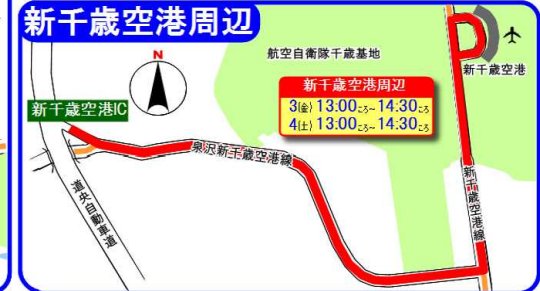 新千歳空港周辺
N
航空自衛隊千歳基地
新千歳空港
新千歳空港周辺
3(金) 13:00ごろ~14:30ごろ
4(土) 13:00ごろ~14:30ごろ
新千歳空港IC
泉沢新千歳空港線
道央自動車道
新千歳空港線